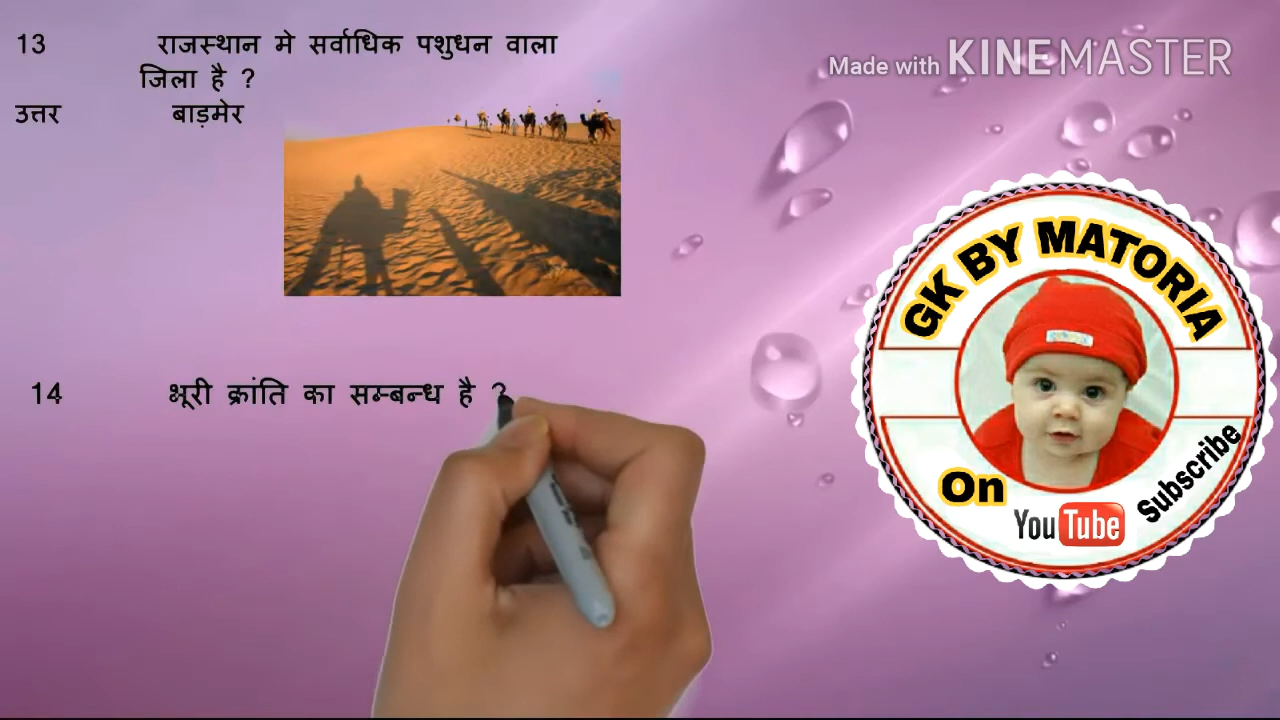 13 राजस्थान मे सर्वाधिक पशुधन वाला
जिला है ?
उत्तर बाड़मेर
14 भूरी क्रांति का सम्बन्ध है ?
Made with KINEMASTER
GK BY MATORIA
On
YouTube
Subscribe